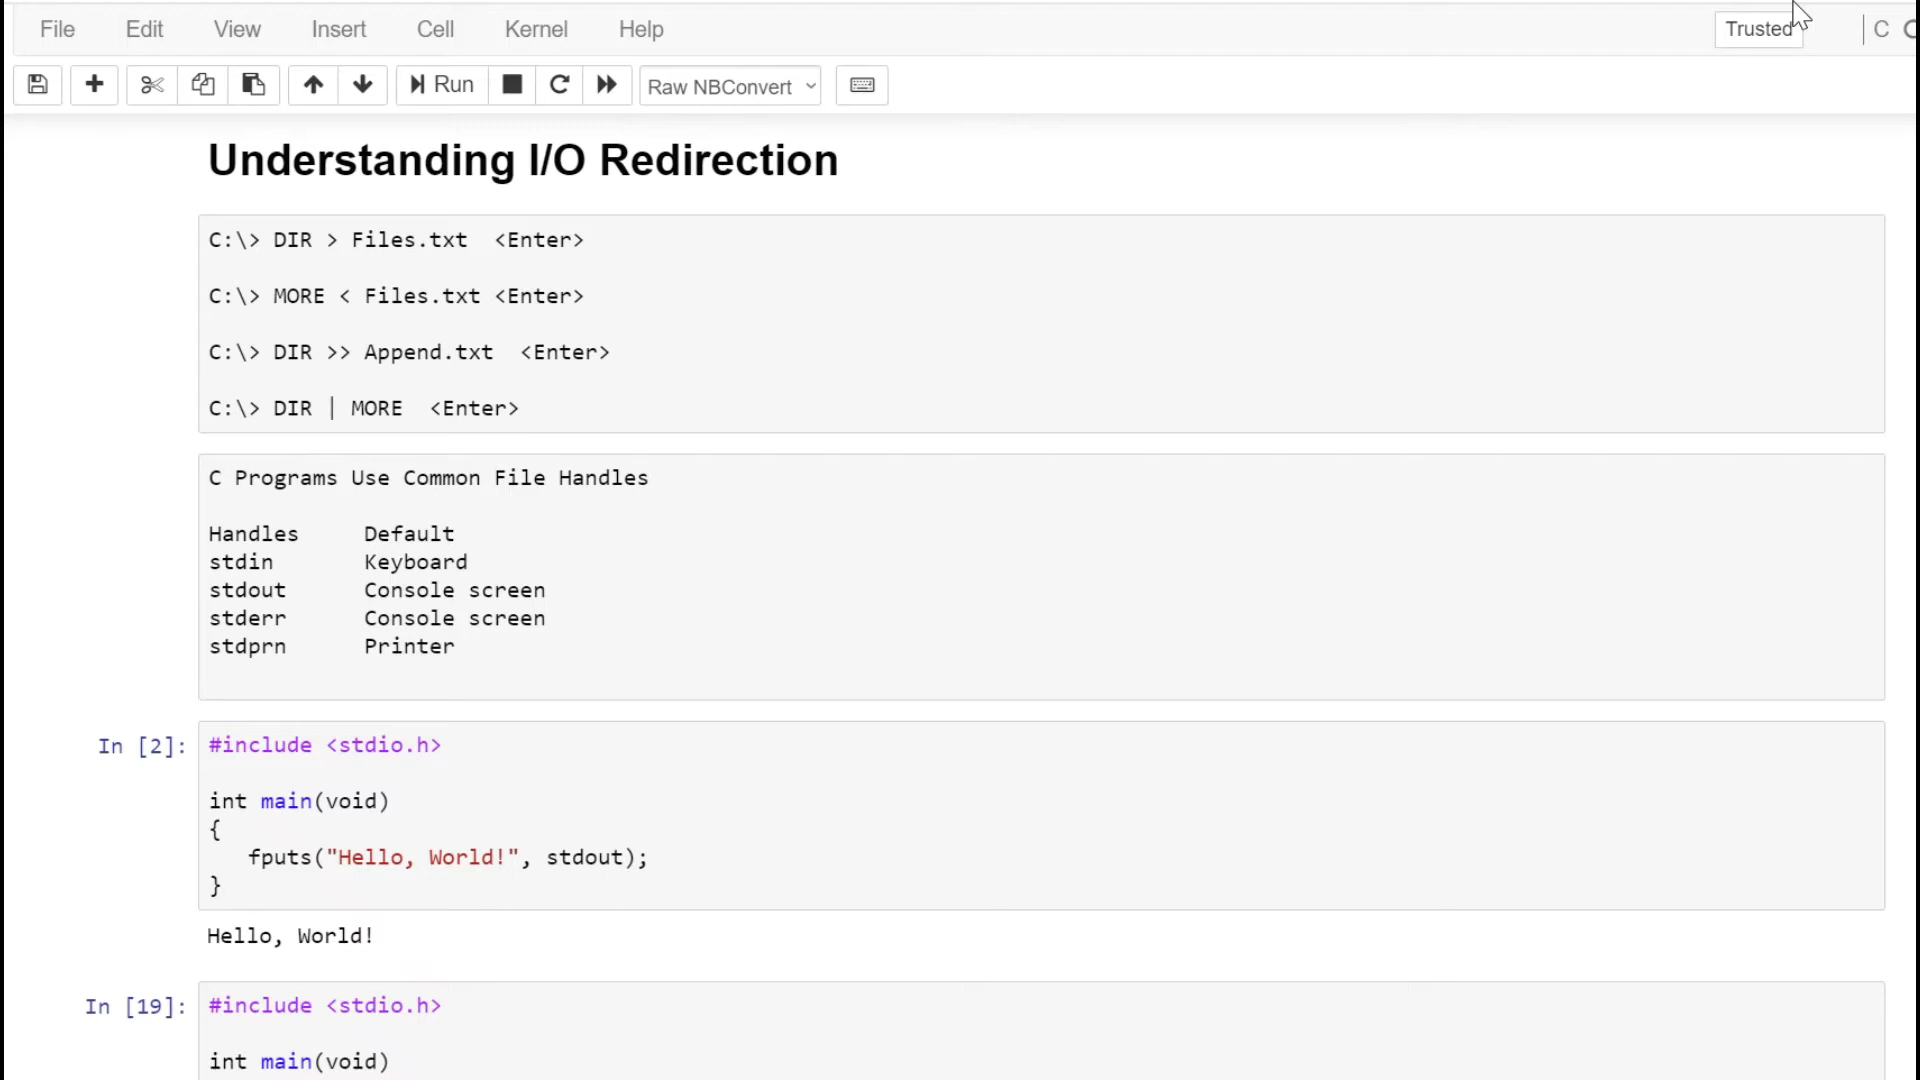 File Edit View Insert Cell Kernel Help Trusted C
Run Raw NBConvert
Understanding I/O Redirection
C:\> DIR > Files.txt  <Enter>
C:\> MORE < Files.txt <Enter>
C:\> DIR >> Append.txt  <Enter>
C:\> DIR | MORE  <Enter>
C Programs Use Common File Handles
Handles     Default
stdin       Keyboard
stdout      Console screen
stderr      Console screen
stdprn      Printer
In [2]: #include <stdio.h>
int main(void)
{
   fputs("Hello, World!", stdout);
}
Hello, World!
In [19]: #include <stdio.h>
int main(void)